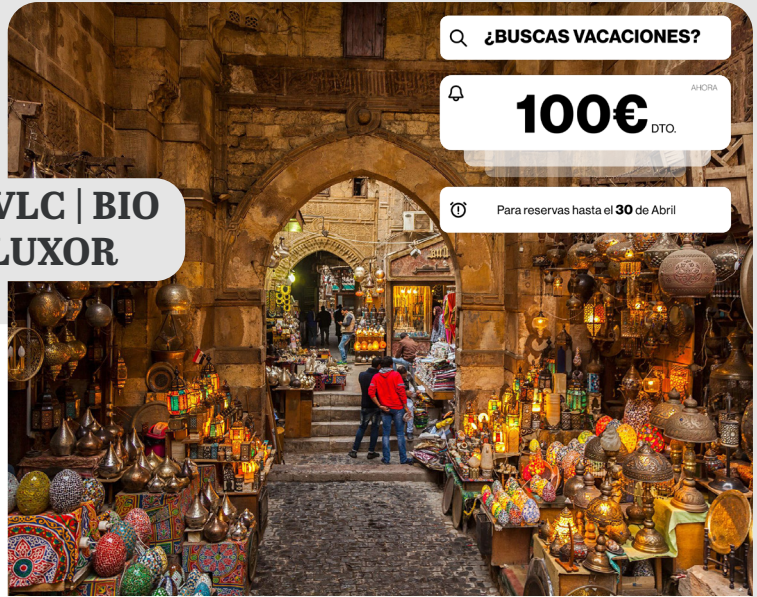 ¿BUSCAS VACACIONES?
AHORA
100€ DTO.
Para reservas hasta el 30 de Abril
VLC | BIO
LUXOR